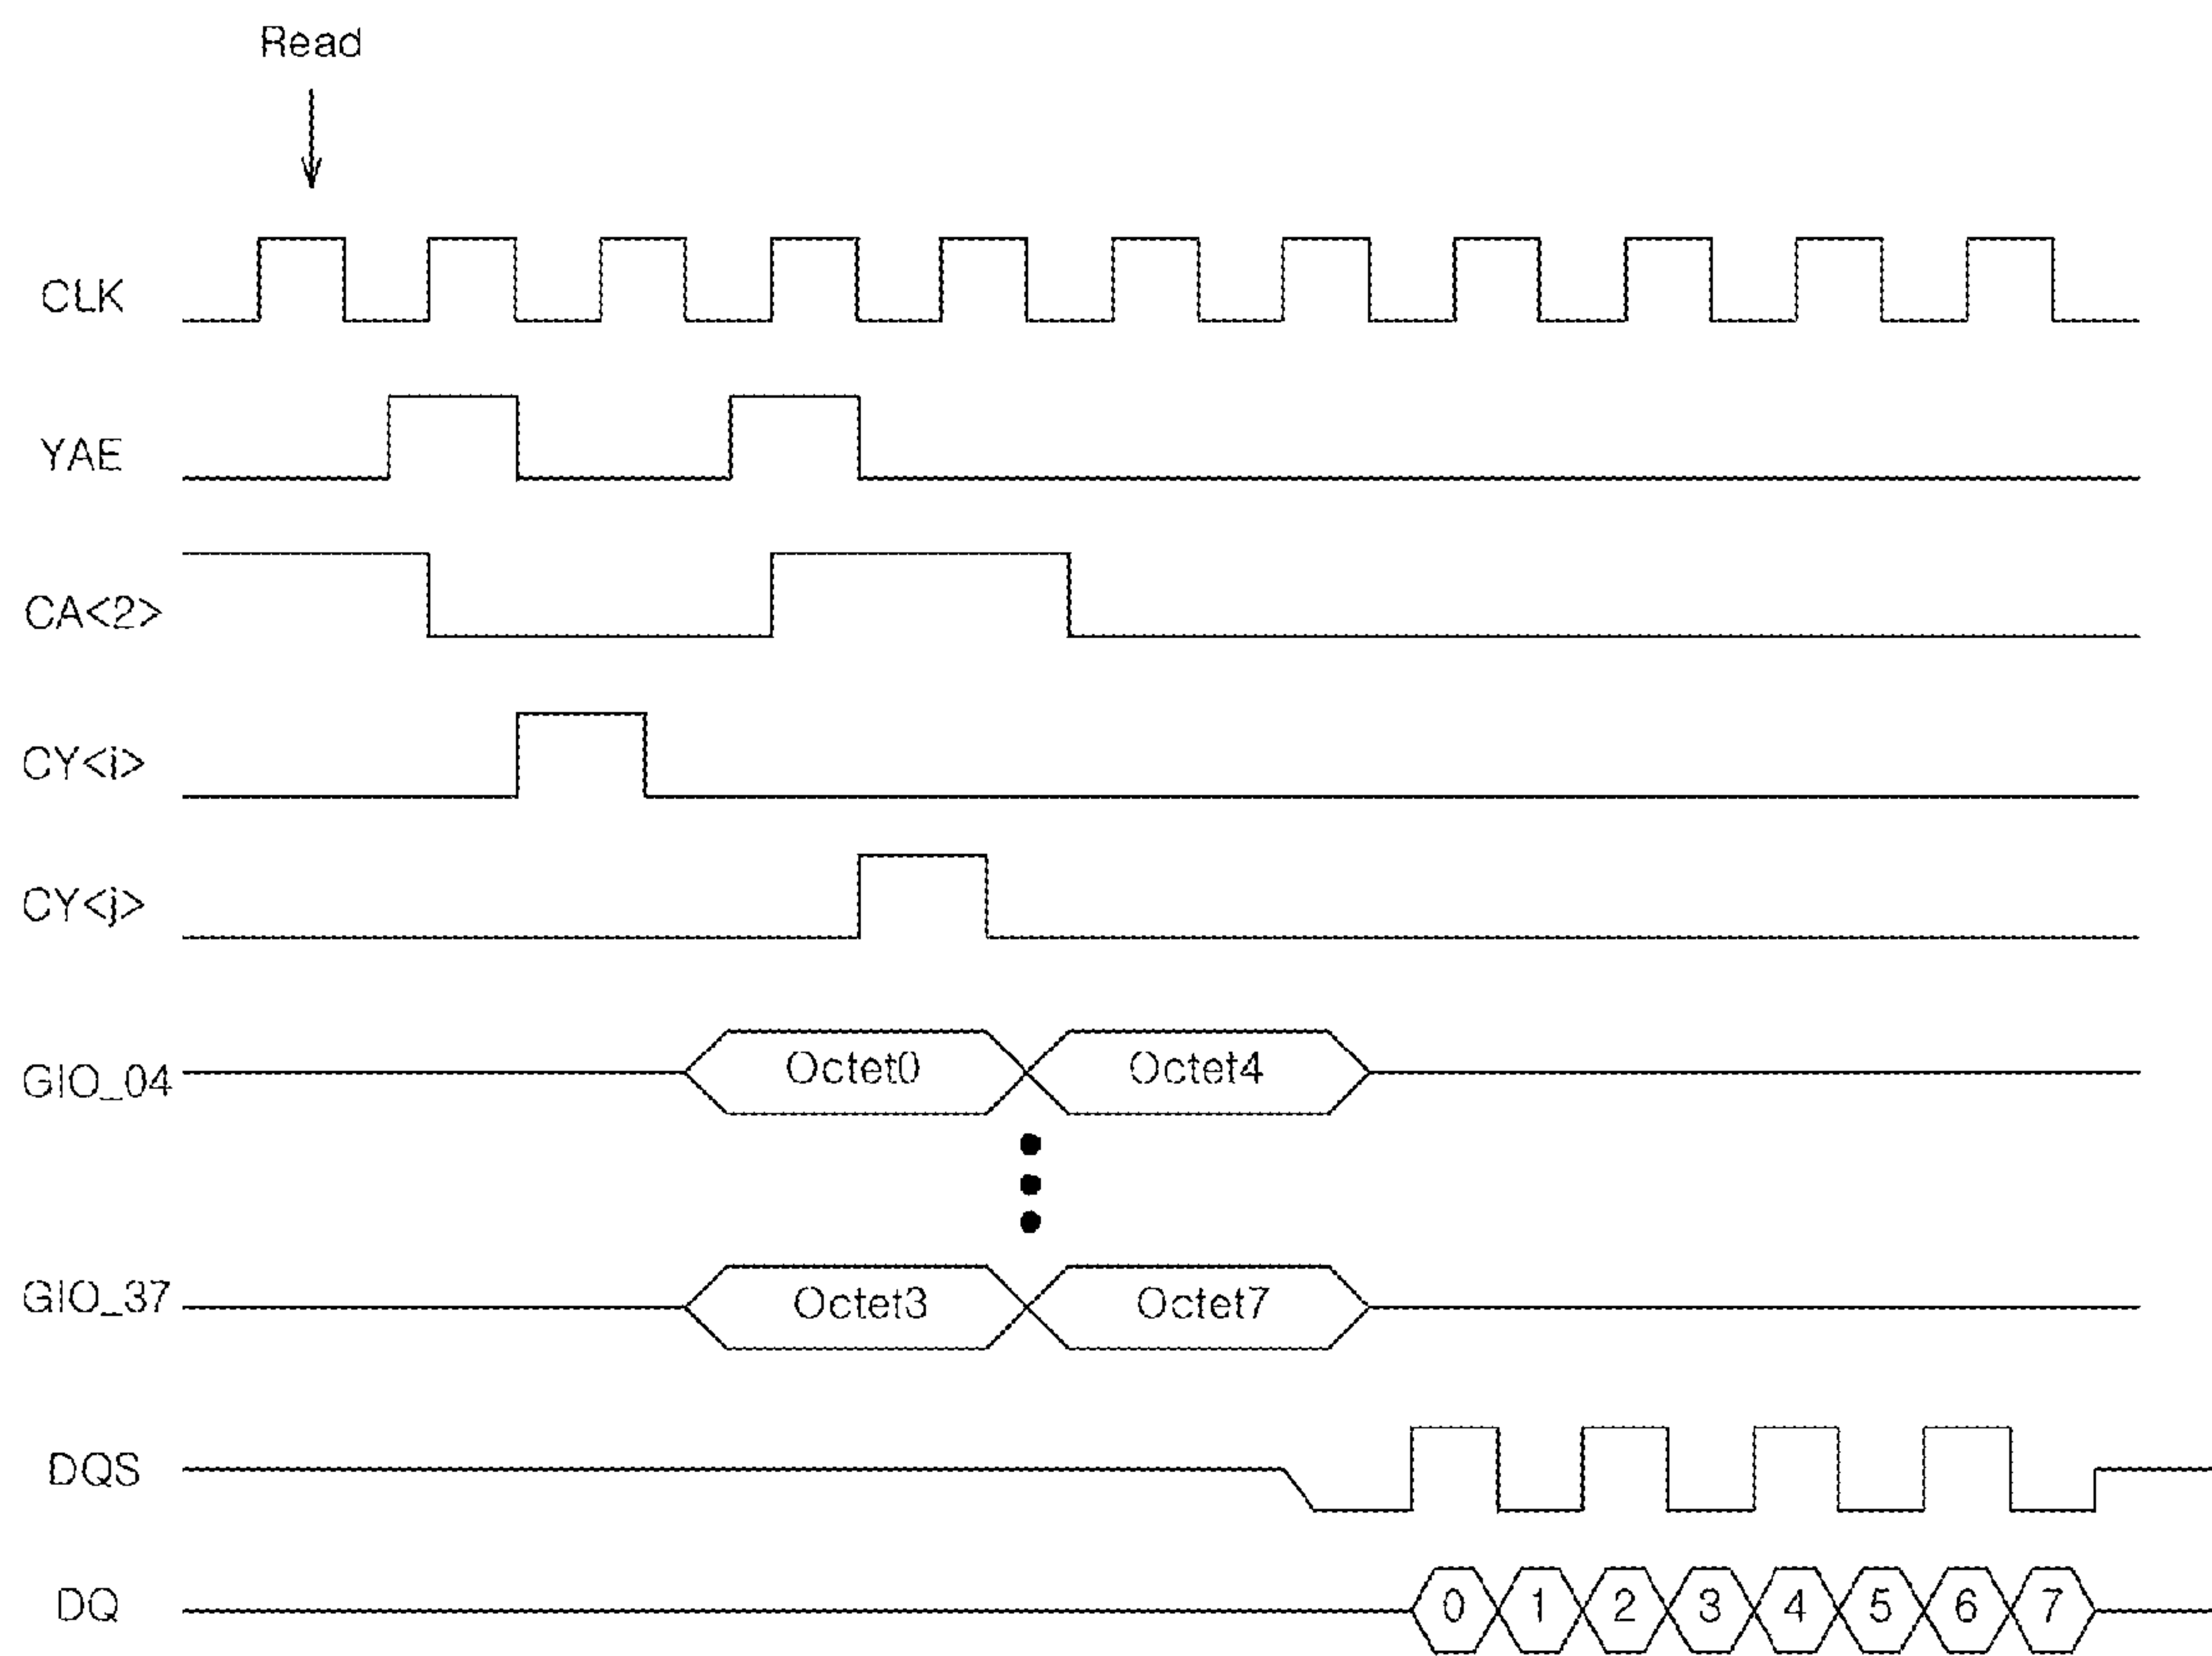 Read
CLK
YAE
CA<2>
CY<i>
CY<j>
GIO_04 Octet0 Octet4
GIO_37 Octet3 Octet7
DQS
DQ 0 1 2 3 4 5 6 7